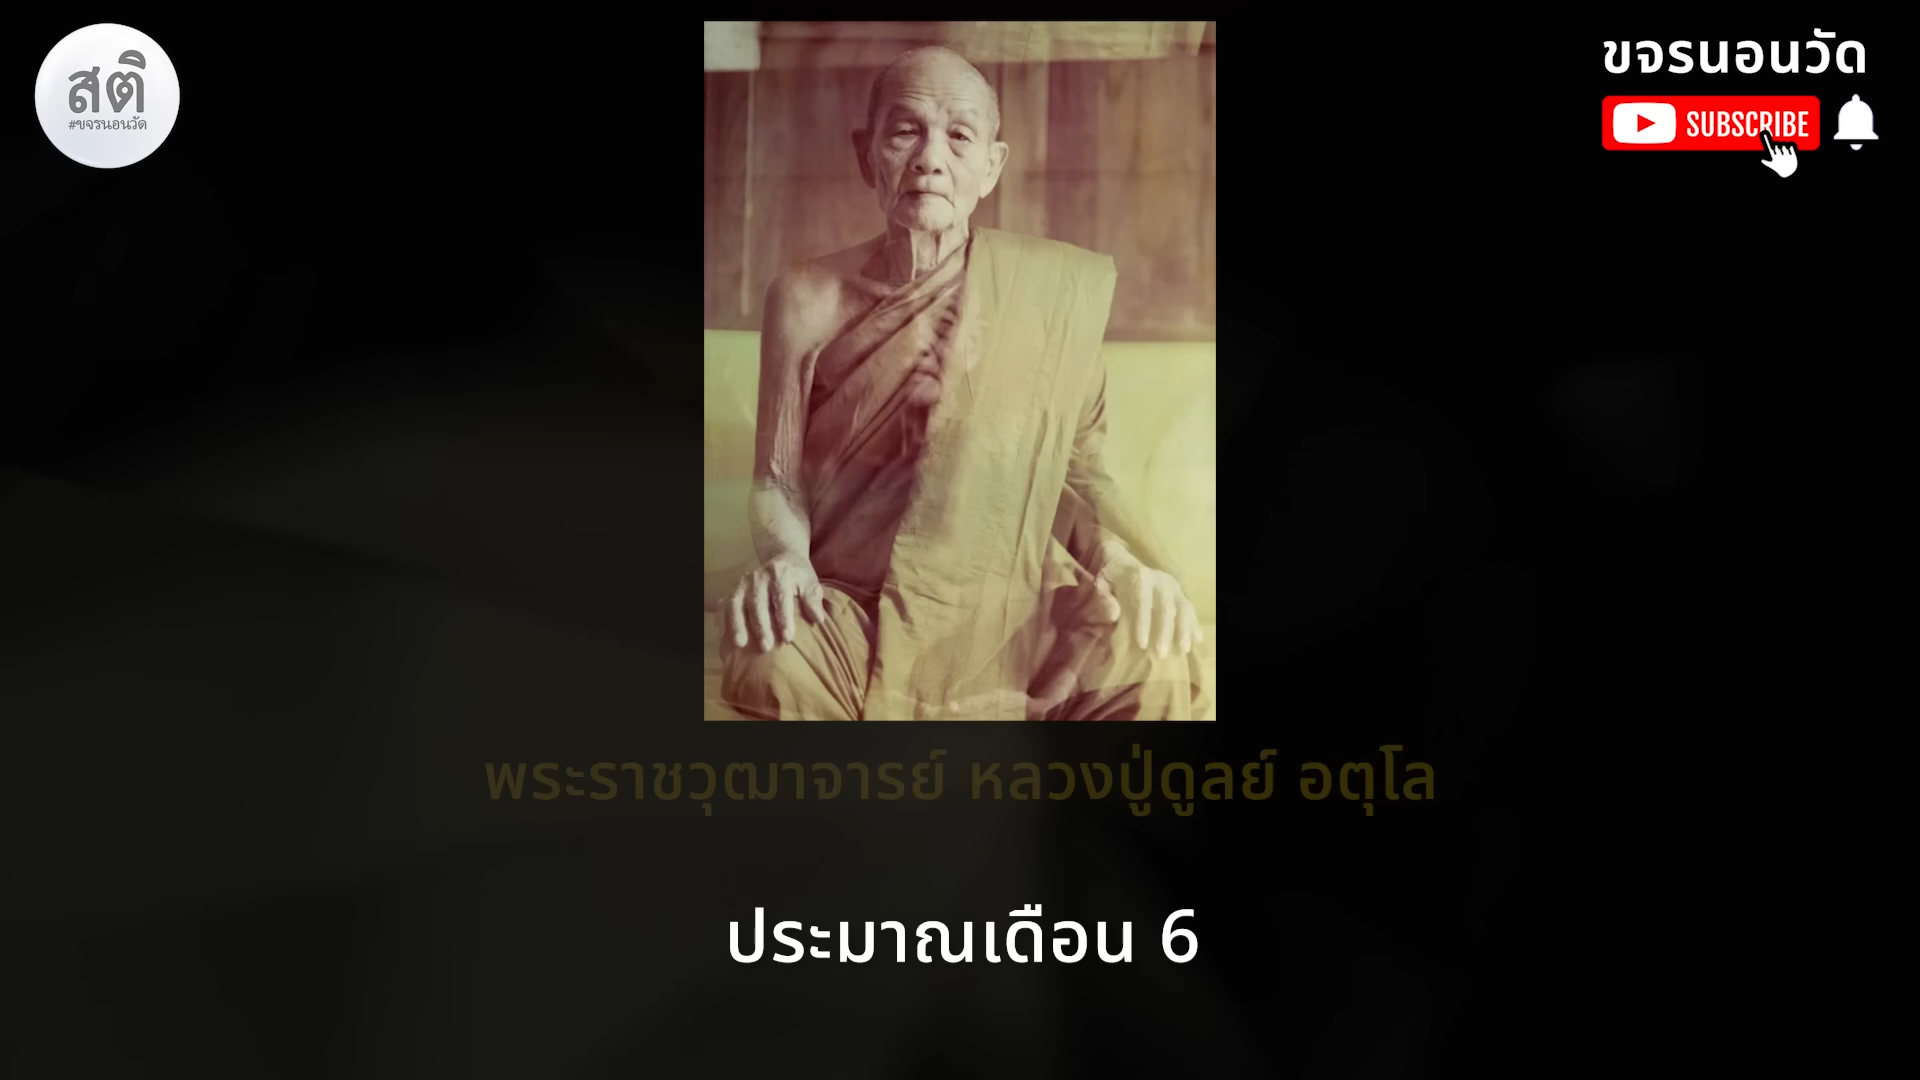 สติ
#ขจรนอนวัด
ขจรนอนวัด
SUBSCRIBE
พระราชวุฒาจารย์ หลวงปู่ดูลย์ อตุโล
ประมาณเดือน 6